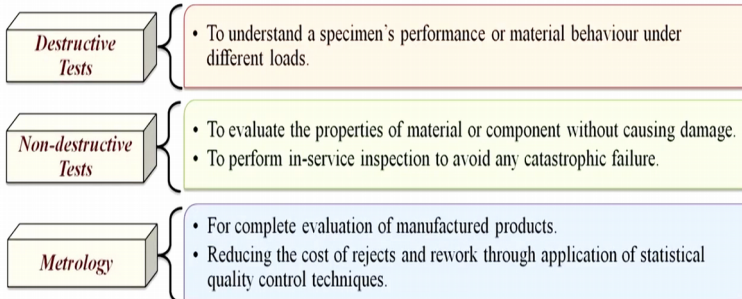 Destructive
Tests
• To understand a specimen's performance or material behaviour under
different loads.
Non-destructive
Tests
• To evaluate the properties of material or component without causing damage.
• To perform in-service inspection to avoid any catastrophic failure.
Metrology
• For complete evaluation of manufactured products.
• Reducing the cost of rejects and rework through application of statistical
quality control techniques.